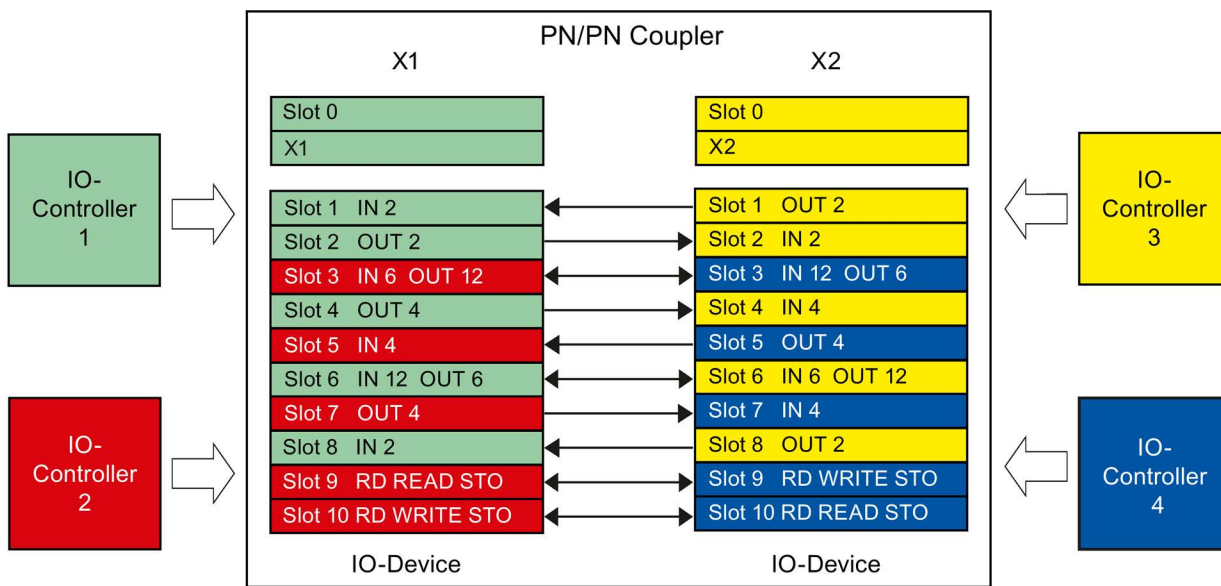 PN/PN Coupler
X1
X2
Slot 0
X1
Slot 0
X2
IO-
Controller
1
IO-
Controller
3
Slot 1 IN 2
Slot 1 OUT 2
Slot 2 OUT 2
Slot 2 IN 2
Slot 3 IN 6 OUT 12
Slot 3 IN 12 OUT 6
Slot 4 OUT 4
Slot 4 IN 4
Slot 5 IN 4
Slot 5 OUT 4
Slot 6 IN 12 OUT 6
Slot 6 IN 6 OUT 12
Slot 7 OUT 4
Slot 7 IN 4
Slot 8 IN 2
Slot 8 OUT 2
Slot 9 RD READ STO
Slot 9 RD WRITE STO
Slot 10 RD WRITE STO
Slot 10 RD READ STO
IO-
Controller
2
IO-
Controller
4
IO-Device
IO-Device